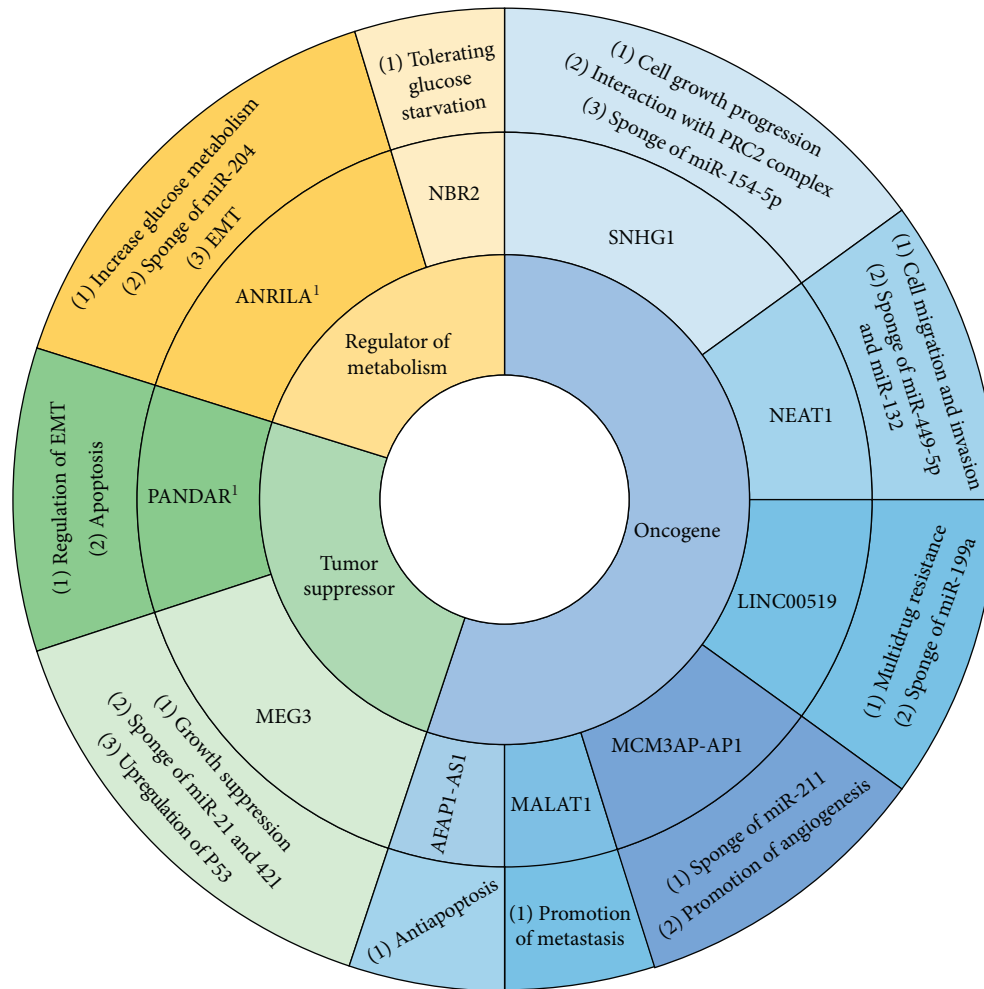 (1) Tolerating
glucose
starvation
NBR2
(1) Cell growth progression
(2) Interaction with PRC2 complex
(3) Sponge of miR-154-5p
SNHG1
(1) Cell migration and invasion
(2) Sponge of miR-449-5p
and miR-132
NEAT1
(1) Multidrug resistance
(2) Sponge of miR-199a
LINC00519
(1) Sponge of miR-211
(2) Promotion of angiogenesis
MCM3AP-AP1
(1) Promotion
of metastasis
MALAT1
(1) Antiapoptosis
AFAP1-AS1
(1) Growth suppression
(2) Sponge of miR-21 and 421
(3) Upregulation of P53
MEG3
(1) Regulation of EMT
(2) Apoptosis
PANDAR¹
(1) Increase glucose metabolism
(2) Sponge of miR-204
(3) EMT
ANRILA¹
Regulator of
metabolism
Oncogene
Tumor
suppressor